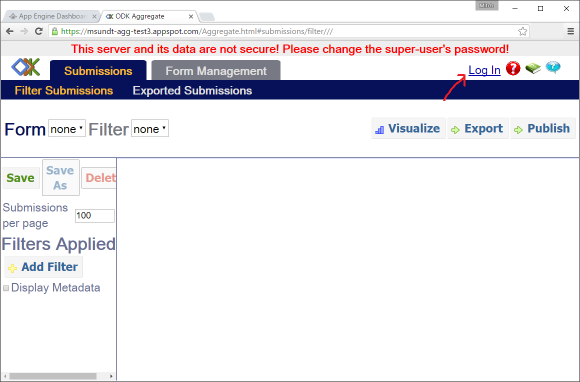 Mitno
App Engine Dashboard
ODK Aggregate
https://msundt-agg-test3.appspot.com/Aggregate.html#submissions/filter///
This server and its data are not secure! Please change the super-user's password!
ODK
Submissions
Form Management
Log In
Filter Submissions
Exported Submissions
Form none Filter none
Visualize
Export
Publish
Save
Save As
Delet
Submissions per page
100
Filters Applied
Add Filter
Display Metadata